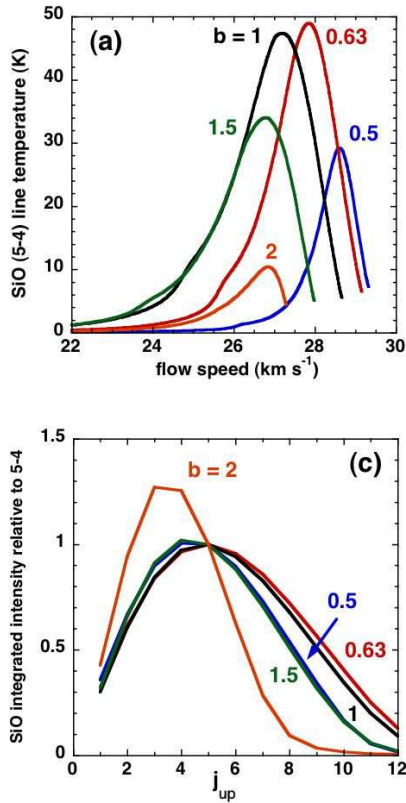 (a)
b = 1
0.63
1.5
0.5
2
SiO (5-4) line temperature (K)
50
40
30
20
10
0
22 24 26 28 30
flow speed (km s⁻¹)
(c)
b = 2
0.5
0.63
1.5
1
SiO integrated intensity relative to 5-4
1.5
1
0.5
0
0 2 4 6 8 10 12
j_up